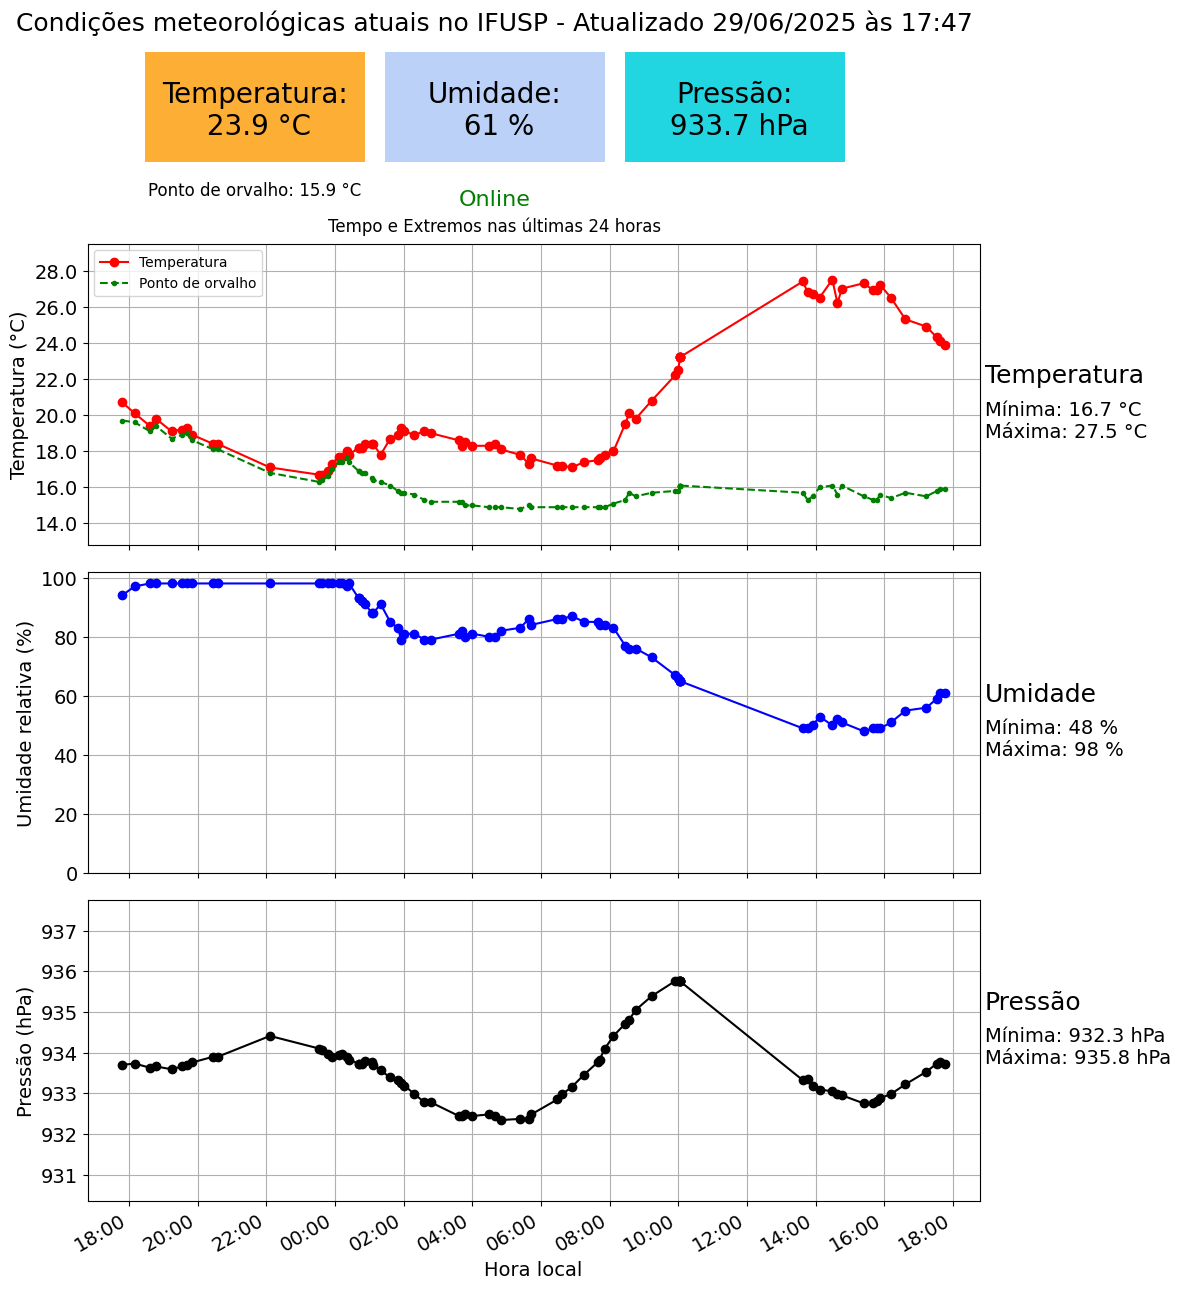 Condições meteorológicas atuais no IFUSP - Atualizado 29/06/2025 às 17:47
Temperatura:
23.9 °C
Umidade:
61 %
Pressão:
933.7 hPa
Ponto de orvalho: 15.9 °C
Online
Tempo e Extremos nas últimas 24 horas
Temperatura
Ponto de orvalho
Temperatura (°C)
28.0
26.0
24.0
22.0
20.0
18.0
16.0
14.0
Temperatura
Mínima: 16.7 °C
Máxima: 27.5 °C
Umidade relativa (%)
100
80
60
40
20
0
Umidade
Mínima: 48 %
Máxima: 98 %
Pressão (hPa)
937
936
935
934
933
932
931
Pressão
Mínima: 932.3 hPa
Máxima: 935.8 hPa
18:00 20:00 22:00 00:00 02:00 04:00 06:00 08:00 10:00 12:00 14:00 16:00 18:00
Hora local